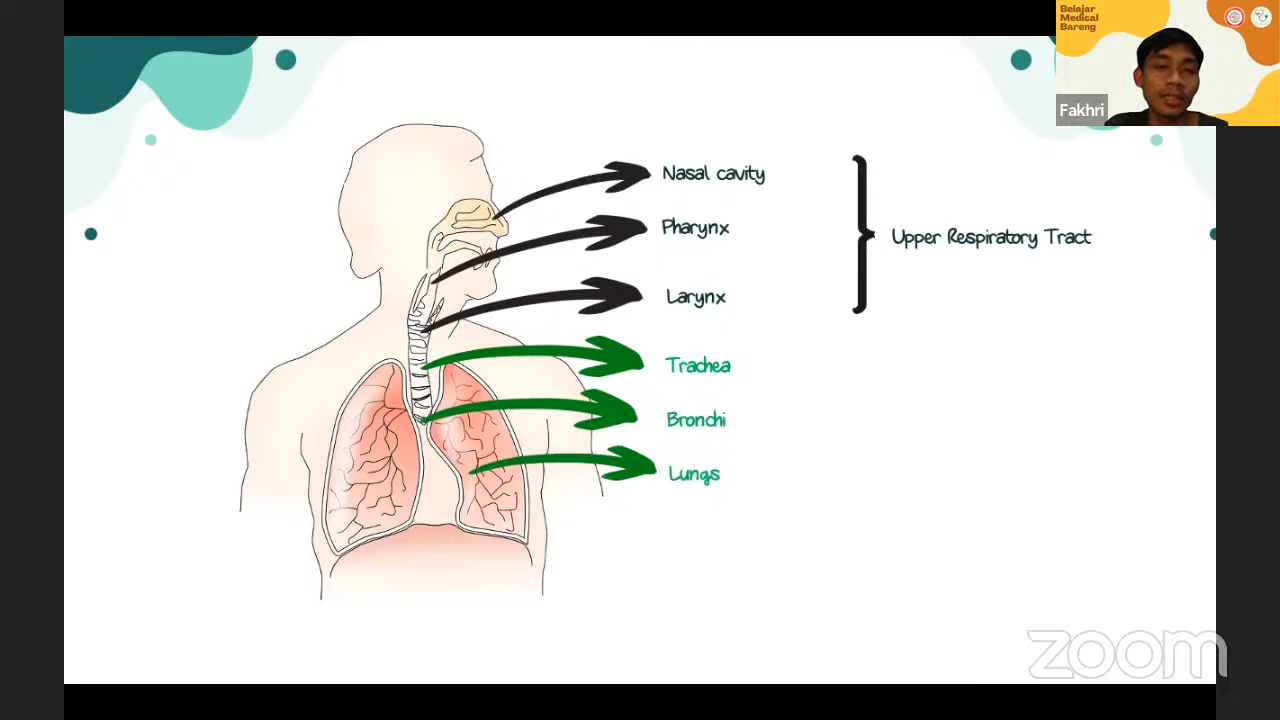 Belajar
Medical
Bareng
Fakhri
Nasal cavity
Pharynx
Upper Respiratory Tract
Larynx
Trachea
Bronchi
Lungs
zoom